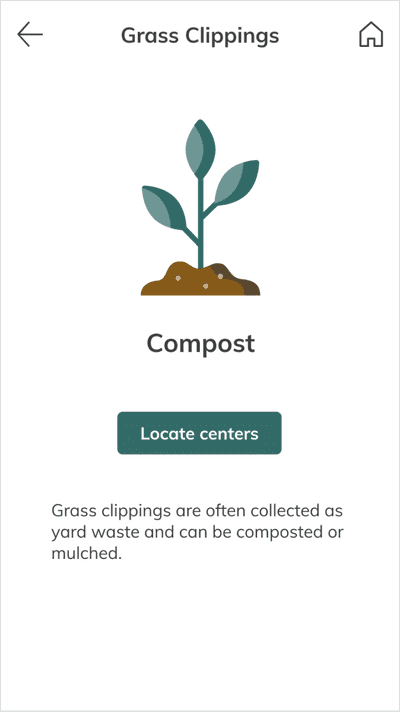 Grass Clippings
Compost
Locate centers
Grass clippings are often collected as
yard waste and can be composted or
mulched.